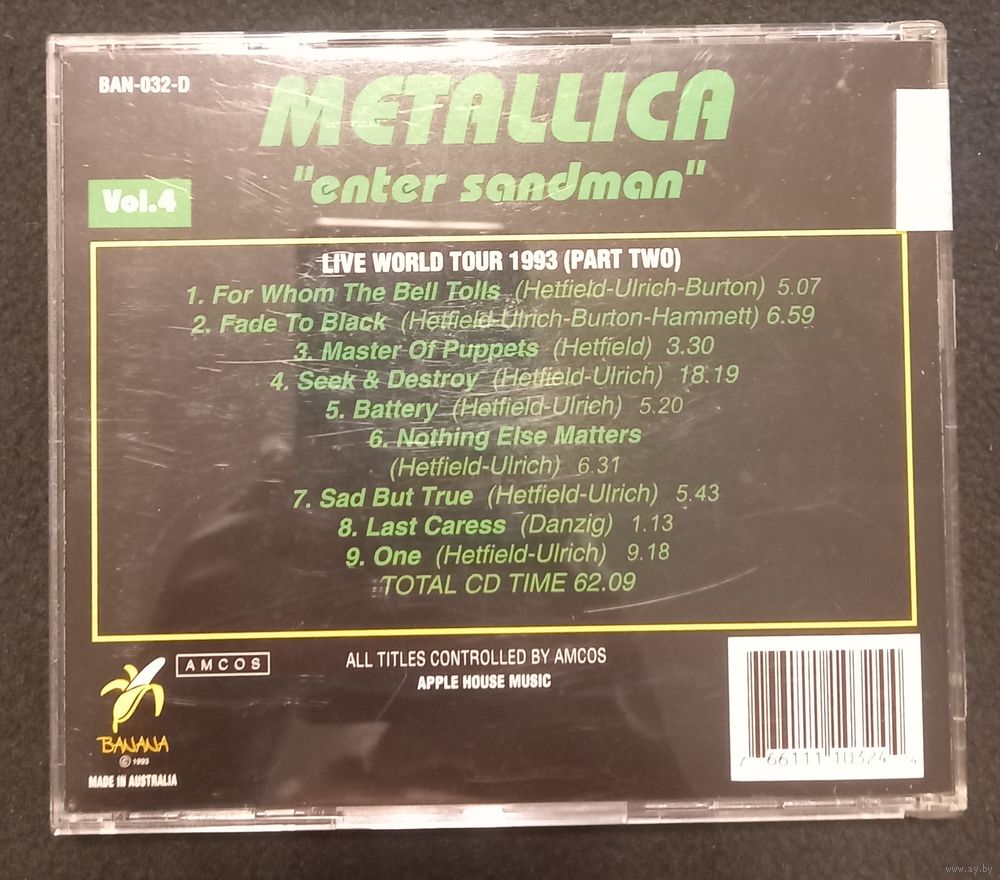 BAN-032-D
METALLICA
"enter sandman"
Vol.4
LIVE WORLD TOUR 1993 (PART TWO)
1. For Whom The Bell Tolls (Hetfield-Ulrich-Burton) 5.07
2. Fade To Black (Hetfield-Ulrich-Burton-Hammett) 6.59
3. Master Of Puppets (Hetfield) 3.30
4. Seek & Destroy (Hetfield-Ulrich) 18.19
5. Battery (Hetfield-Ulrich) 5.20
6. Nothing Else Matters
(Hetfield-Ulrich) 6.31
7. Sad But True (Hetfield-Ulrich) 5.43
8. Last Caress (Danzig) 1.13
9. One (Hetfield-Ulrich) 9.18
TOTAL CD TIME 62.09
AMCOS
ALL TITLES CONTROLLED BY AMCOS
APPLE HOUSE MUSIC
BANANA
© 1993
MADE IN AUSTRALIA
66111 10324
www.ay.by